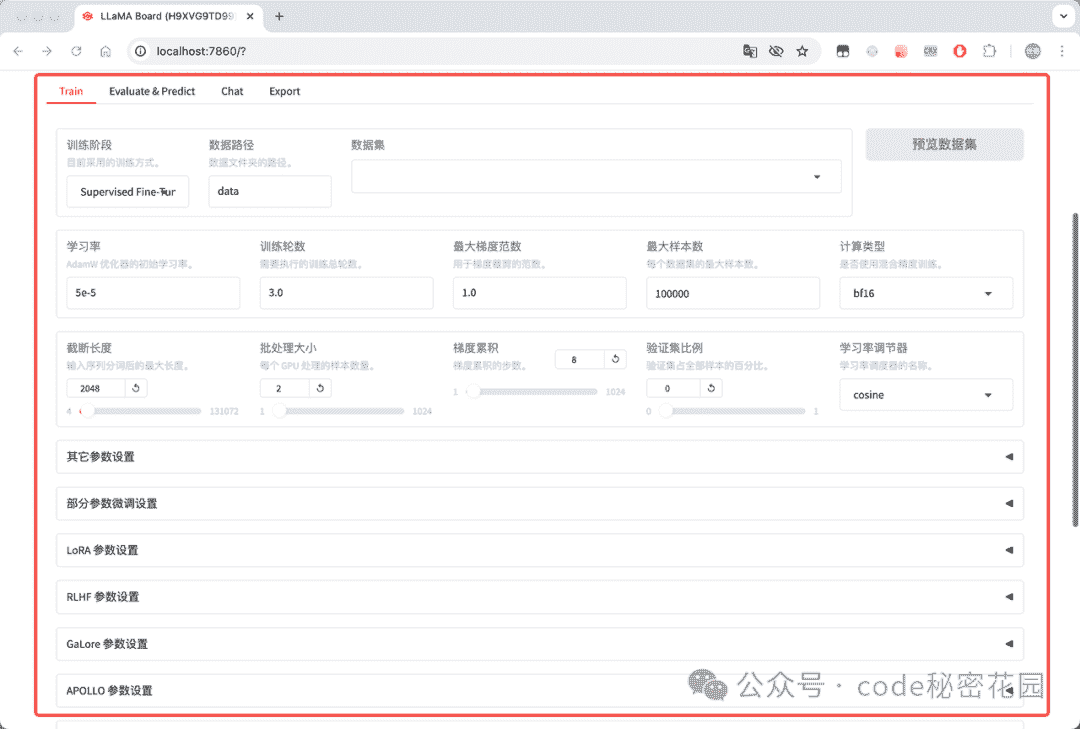 LLaMA Board (H9XVG9TD99
localhost:7860/?
Train Evaluate & Predict Chat Export
训练阶段 数据路径 数据集 预览数据集
目前采用的训练方式。 数据文件夹的路径。
Supervised Fine-Tun data
学习率 训练轮数 最大梯度范数 最大样本数 计算类型
AdamW 优化器的初始学习率。 需要执行的训练总轮数。 用于梯度裁剪的范数。 每个数据集的最大样本数。 是否使用混合精度训练。
5e-5 3.0 1.0 100000 bf16
截断长度 批处理大小 梯度累积 8 验证集比例 学习率调节器
输入序列分词后的最大长度。 每个 GPU 处理的样本数量。 梯度累积的步数。 验证集占全部样本的百分比。 学习率调度器的名称。
2048 2 1 1024 0 cosine
4 131072 1 1024 0 1
其它参数设置
部分参数微调设置
LoRA 参数设置
RLHF 参数设置
GaLore 参数设置
APOLLO 参数设置
公众号 · code秘密花园